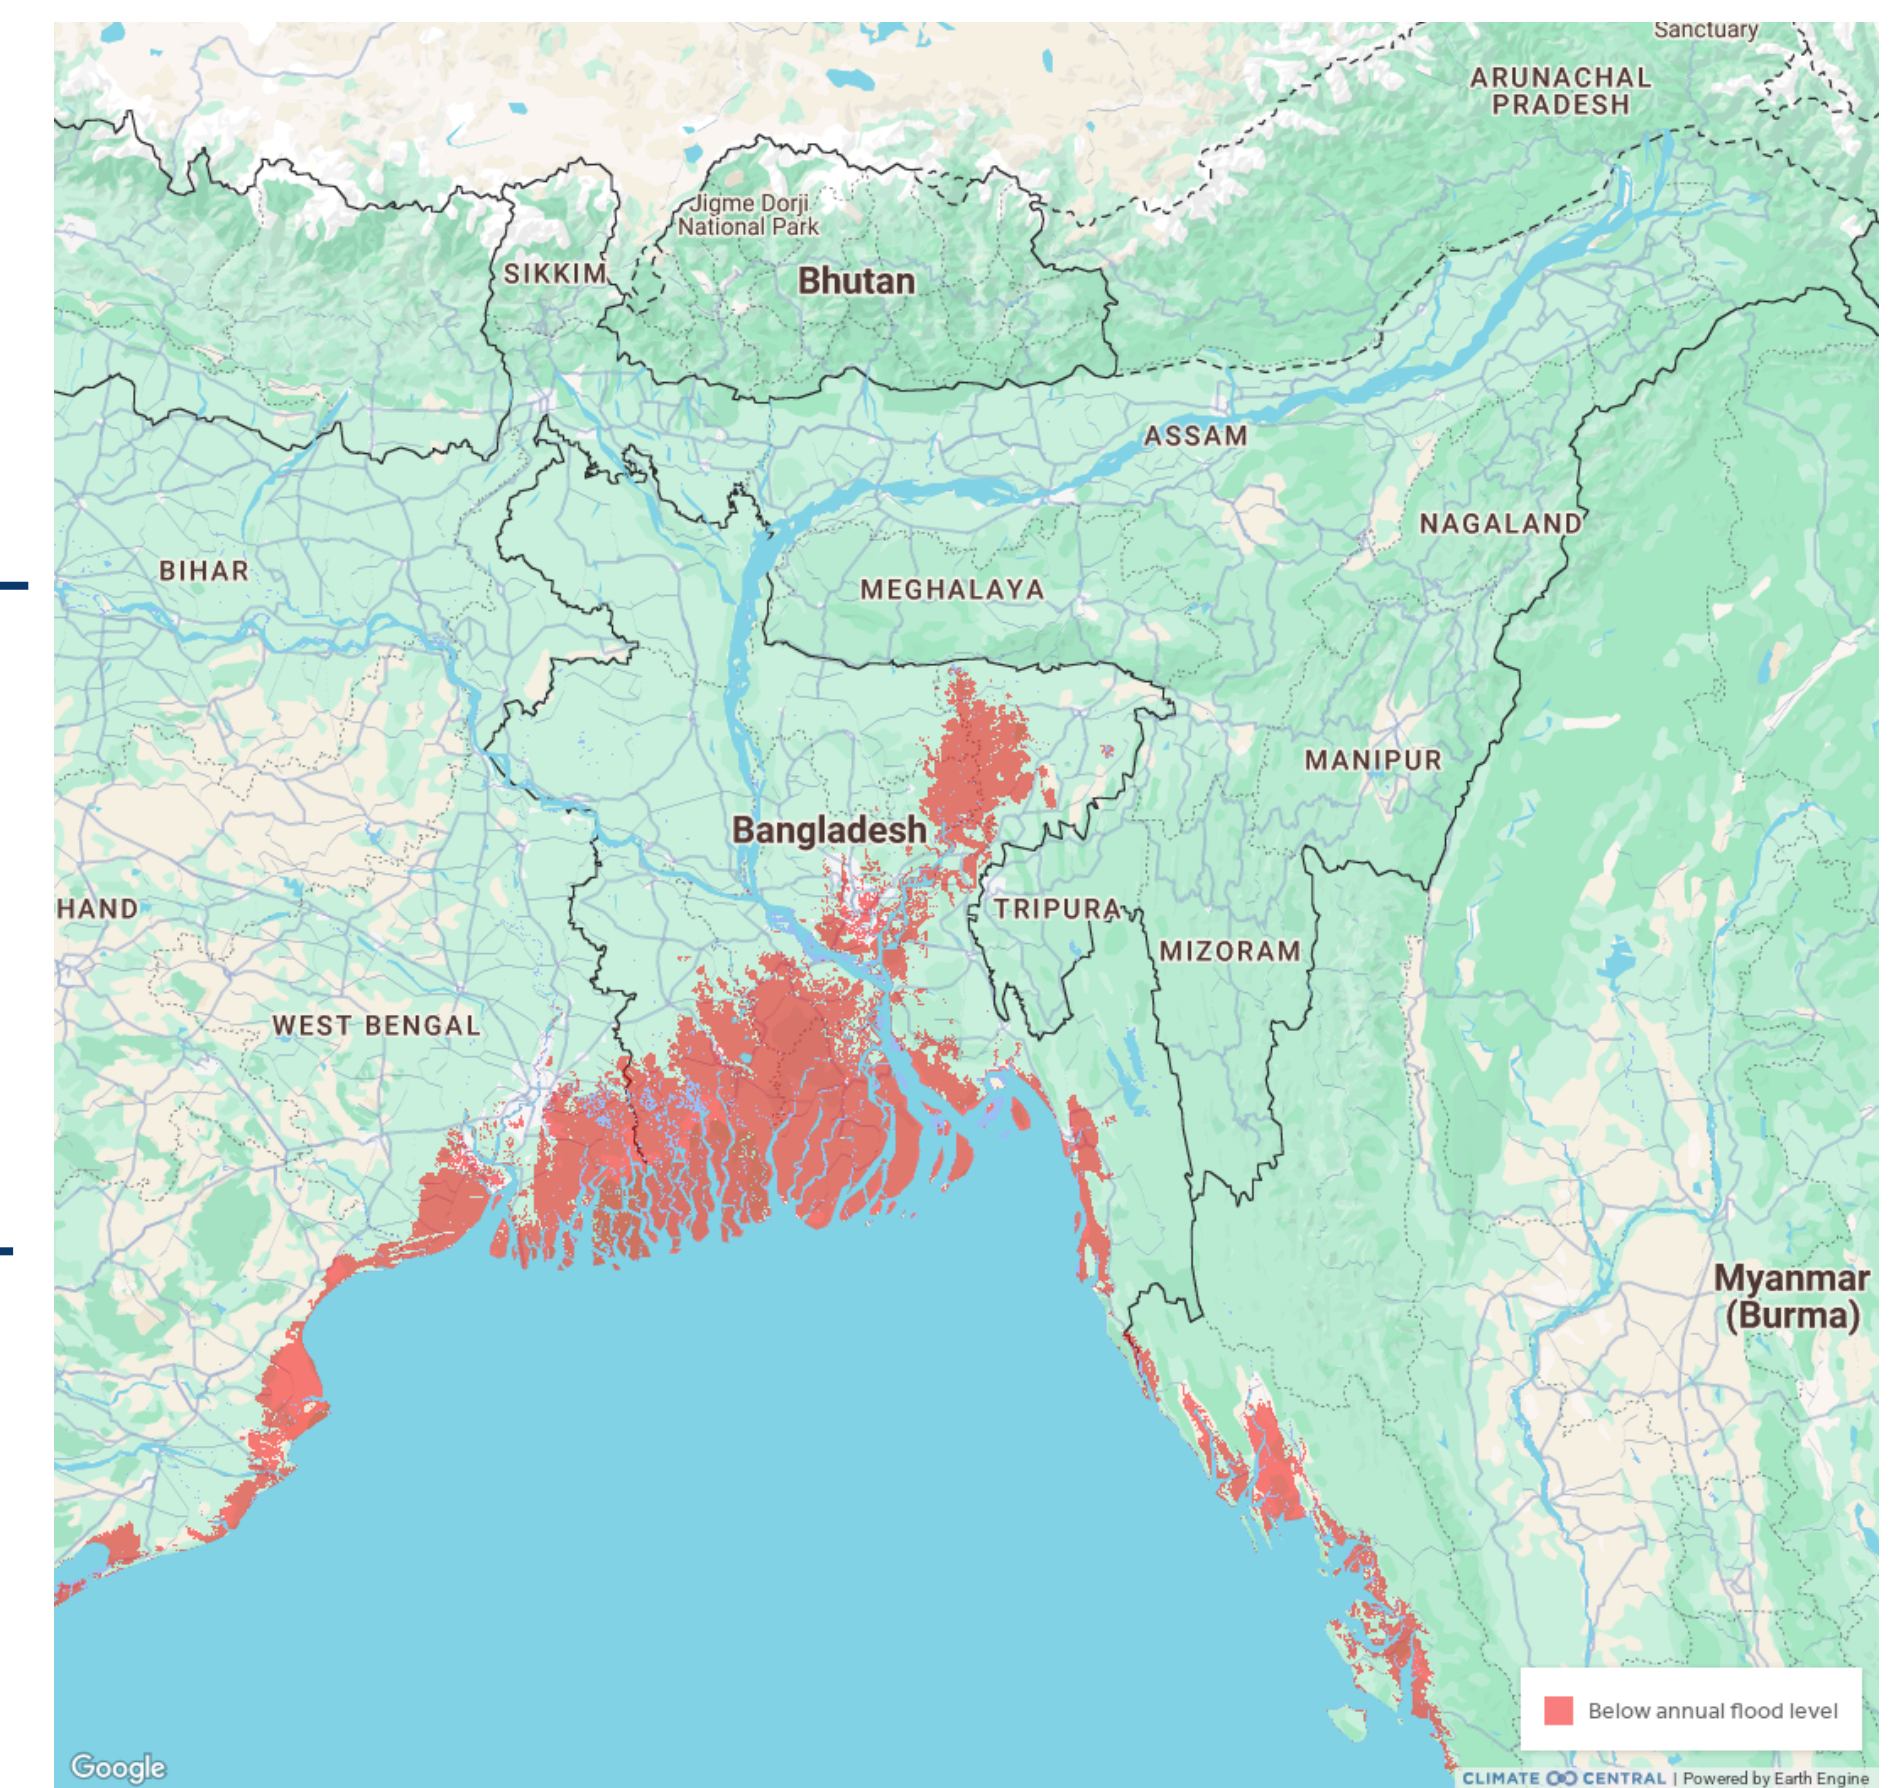 Sanctuary
ARUNACHAL
PRADESH
Jigme Dorji
National Park
SIKKIM
Bhutan
ASSAM
NAGALAND
BIHAR
MEGHALAYA
MANIPUR
Bangladesh
HAND
TRIPURA
MIZORAM
WEST BENGAL
Myanmar
(Burma)
Below annual flood level
Google
CLIMATE CENTRAL | Powered by Earth Engine